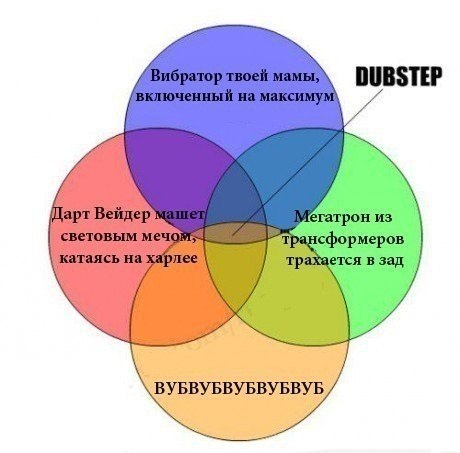 Вибратор твоей мамы,
включенный на максимум
DUBSTEP
Дарт Вейдер машет
световым мечом,
катаясь на харлее
Мегатрон из
трансформеров
трахается в зад
ВУБВУБВУБВУБВУБ